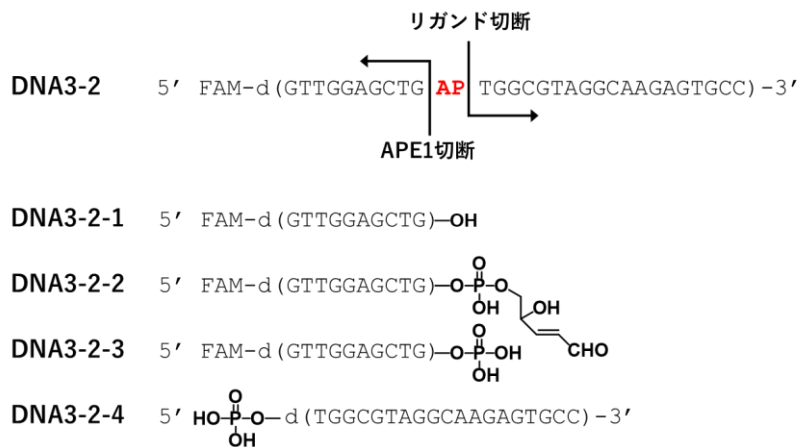 リガンド切断
DNA3-2 5′ FAM-d(GTTGGAGCTG AP TGGCGTAGGCAAGAGTGCC)-3′
APE1切断
DNA3-2-1 5′ FAM-d(GTTGGAGCTG)-OH
DNA3-2-2 5′ FAM-d(GTTGGAGCTG)-O-P-O
O
OH
OH
CHO
DNA3-2-3 5′ FAM-d(GTTGGAGCTG)-O-P-OH
O
OH
DNA3-2-4 5′ HO-P-O-d(TGGCGTAGGCAAGAGTGCC)-3′
O
OH